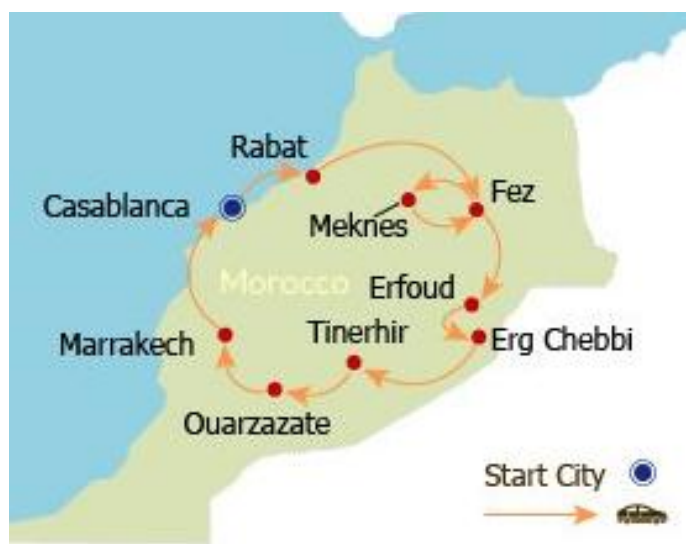 Rabat
Casablanca
Fez
Meknes
Morocco
Erfoud
Tinerhir
Erg Chebbi
Marrakech
Ouarzazate
Start City